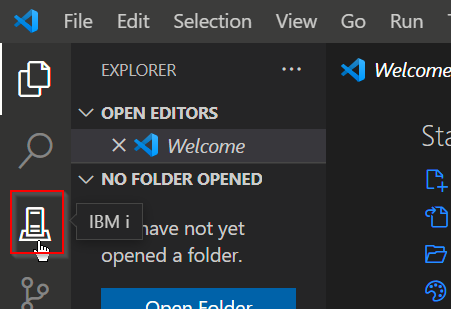 File Edit Selection View Go Run
EXPLORER ...
Welcome
OPEN EDITORS
Welcome
NO FOLDER OPENED
IBM i
have not yet
opened a folder.
Open Folder